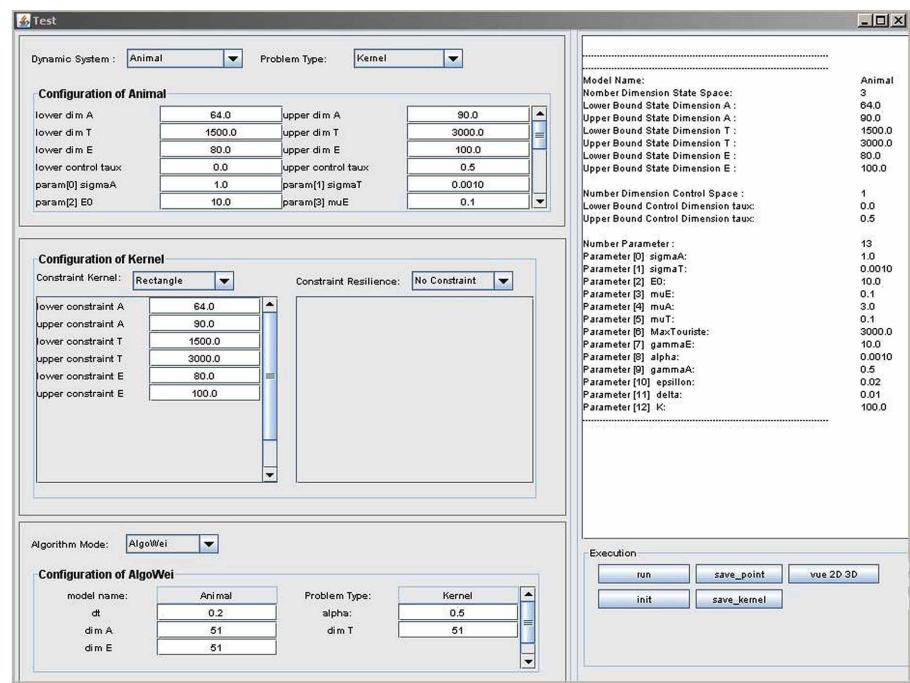 Test
Dynamic System : Animal Problem Type: Kernel
Configuration of Animal
lower dim A 64.0 upper dim A 90.0
lower dim T 1500.0 upper dim T 3000.0
lower dim E 80.0 upper dim E 100.0
lower control taux 0.0 upper control taux 0.5
param[0] sigmaA 1.0 param[1] sigmaT 0.0010
param[2] E0 10.0 param[3] muE 0.1
Configuration of Kernel
Constraint Kernel: Rectangle Constraint Resilience: No Constraint
lower constraint A 64.0
upper constraint A 90.0
lower constraint T 1500.0
upper constraint T 3000.0
lower constraint E 80.0
upper constraint E 100.0
Algorithm Mode: AlgoWei
Configuration of AlgoWei
model name: Animal Problem Type: Kernel
dt 0.2 alpha: 0.5
dim A 51 dim T 51
dim E 51
Model Name: Animal
Nomber Dimension State Space: 3
Lower Bound State Dimension A : 64.0
Upper Bound State Dimension A : 90.0
Lower Bound State Dimension T : 1500.0
Upper Bound State Dimension T : 3000.0
Lower Bound State Dimension E : 80.0
Upper Bound State Dimension E : 100.0
Number Dimension Control Space : 1
Lower Bound Control Dimension taux: 0.0
Upper Bound Control Dimension taux: 0.5
Number Parameter : 13
Parameter [0] sigmaA: 1.0
Parameter [1] sigmaT: 0.0010
Parameter [2] E0: 10.0
Parameter [3] muE: 0.1
Parameter [4] muA: 3.0
Parameter [5] muT: 0.1
Parameter [6] MaxTouriste: 3000.0
Parameter [7] gammaE: 10.0
Parameter [8] alpha: 0.0010
Parameter [9] gammaA: 0.5
Parameter [10] epsillon: 0.02
Parameter [11] delta: 0.01
Parameter [12] K: 100.0
Execution
run save_point vue 2D 3D
init save_kernel